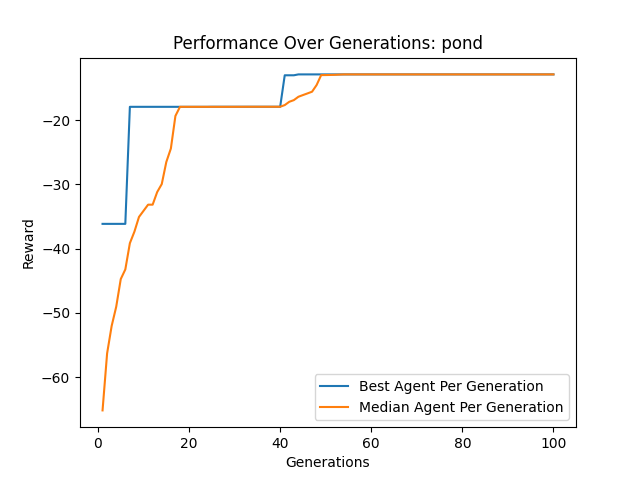 Performance Over Generations: pond
Reward
−20
−30
−40
−50
−60
0 20 40 60 80 100
Generations
Best Agent Per Generation
Median Agent Per Generation